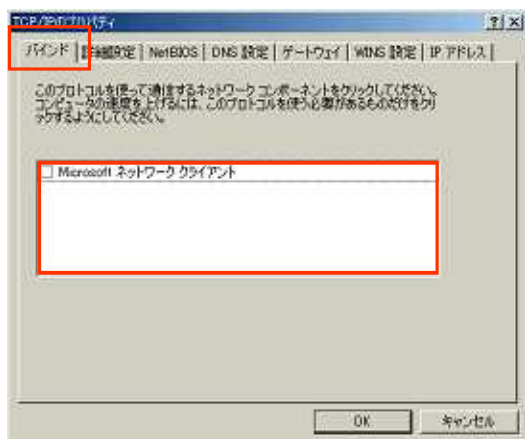 TCP/IPのプロパティ
バインド 詳細設定 NetBIOS DNS 設定 ゲートウェイ WINS 設定 IP アドレス
このプロトコルを使って通信するネットワーク コンポーネントをクリックしてください。
コンピュータの速度を上げるには、このプロトコルを使う必要があるものだけをクリ
ックするようにしてください。
Microsoft ネットワーク クライアント
OK キャンセル